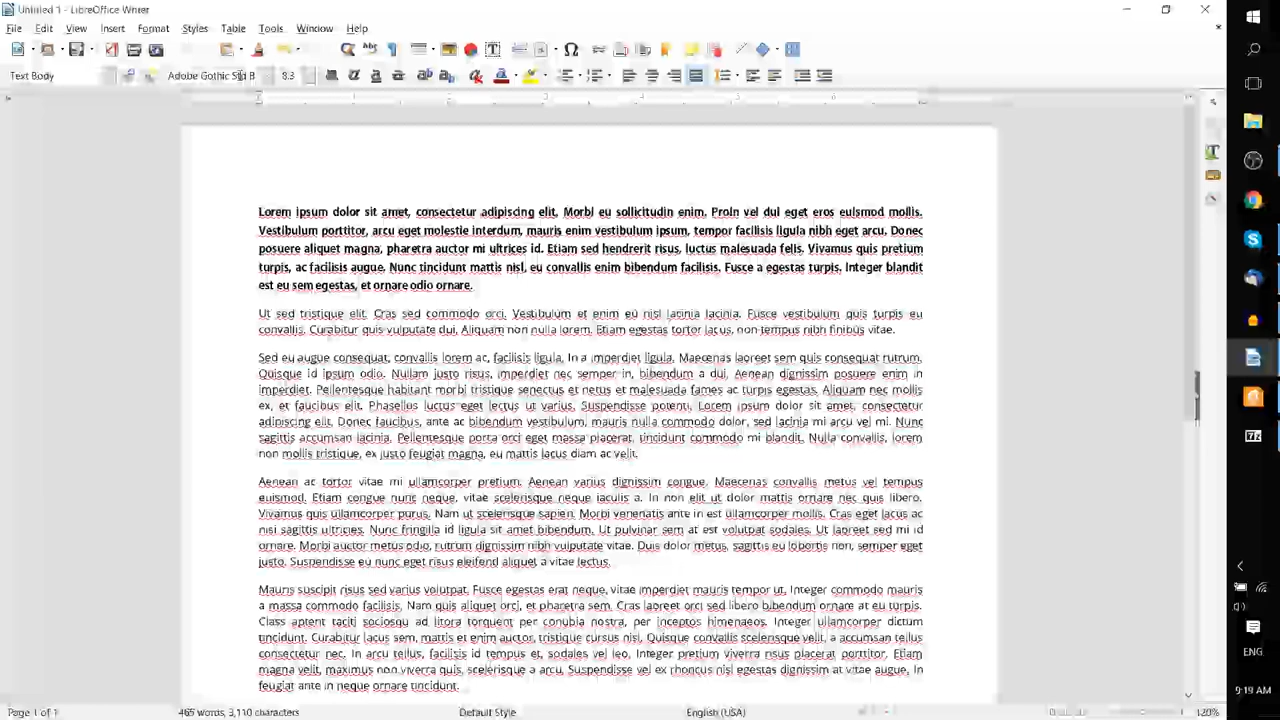 Untitled 1 - LibreOffice Writer
File Edit View Insert Format Styles Table Tools Window Help
Text Body Adobe Gothic Std B 8.3
Lorem ipsum dolor sit amet, consectetur adipiscing elit. Morbi eu sollicitudin enim. Proin vel dui eget eros euismod mollis.
Vestibulum porttitor, arcu eget molestie interdum, mauris enim vestibulum ipsum, tempor facilisis ligula nibh eget arcu. Donec
posuere aliquet magna, pharetra auctor mi ultrices id. Etiam sed hendrerit risus, luctus malesuada felis. Vivamus quis pretium
turpis, ac facilisis augue. Nunc tincidunt mattis nisl, eu convallis enim bibendum facilisis. Fusce a egestas turpis. Integer blandit
est eu sem egestas, et ornare odio ornare.
Ut sed tristique elit. Cras sed commodo orci. Vestibulum et enim eu nisl lacinia lacinia. Fusce vestibulum quis turpis eu
convallis. Curabitur quis vulputate dui. Aliquam non nulla lorem. Etiam egestas tortor lacus, non tempus nibh finibus vitae.
Sed eu augue consequat, convallis lorem ac, facilisis ligula. In a imperdiet ligula. Maecenas laoreet sem quis consequat rutrum.
Quisque id ipsum odio. Nullam justo risus, imperdiet nec semper in, bibendum a dui. Aenean dignissim posuere enim in
imperdiet. Pellentesque habitant morbi tristique senectus et netus et malesuada fames ac turpis egestas. Aliquam nec mollis
ex, et faucibus elit. Phasellus luctus eget lectus ut varius. Suspendisse potenti. Lorem ipsum dolor sit amet, consectetur
adipiscing elit. Donec faucibus, ante ac bibendum vestibulum, mauris nulla commodo dolor, sed lacinia mi arcu vel mi. Nunc
sagittis accumsan lacinia. Pellentesque porta orci eget massa placerat, tincidunt commodo mi blandit. Nulla convallis, lorem
non mollis tristique, ex justo feugiat magna, eu mattis lacus diam ac velit.
Aenean ac tortor vitae mi ullamcorper pretium. Aenean varius dignissim congue. Maecenas convallis metus vel tempus
euismod. Etiam congue nunc neque, vitae scelerisque neque iaculis a. In non elit ut dolor mattis ornare nec quis libero.
Vivamus quis ullamcorper purus. Nam ut scelerisque sapien. Morbi venenatis ante in est ullamcorper mollis. Cras eget lacus ac
nisi sagittis ultricies. Nunc fringilla id ligula sit amet bibendum. Ut pulvinar sem at est volutpat sodales. Ut laoreet sed mi id
ornare. Morbi auctor metus odio, rutrum dignissim nibh vulputate vitae. Duis dolor metus, sagittis eu lobortis non, semper eget
justo. Suspendisse eu nunc eget risus eleifend aliquet a vitae lectus.
Mauris suscipit risus sed varius volutpat. Fusce egestas erat neque, vitae imperdiet mauris tempor ut. Integer commodo mauris
a massa commodo facilisis. Nam quis aliquet orci, et pharetra sem. Cras laoreet orci sed libero bibendum ornare at eu turpis.
Class aptent taciti sociosqu ad litora torquent per conubia nostra, per inceptos himenaeos. Integer ullamcorper dictum
tincidunt. Curabitur lacus sem, mattis et enim auctor, tristique cursus nisl. Quisque convallis scelerisque velit, a accumsan tellus
consectetur nec. In arcu tellus, facilisis id tempus et, sodales vel leo. Integer pretium viverra risus placerat porttitor. Etiam
magna velit, maximus non viverra quis, scelerisque a arcu. Suspendisse vel ex rhoncus nisl egestas dignissim at vitae augue. In
feugiat ante in neque ornare tincidunt.
Page 1 of 1 465 words, 3,110 characters Default Style English (USA) 120%
ENG
9:19 AM